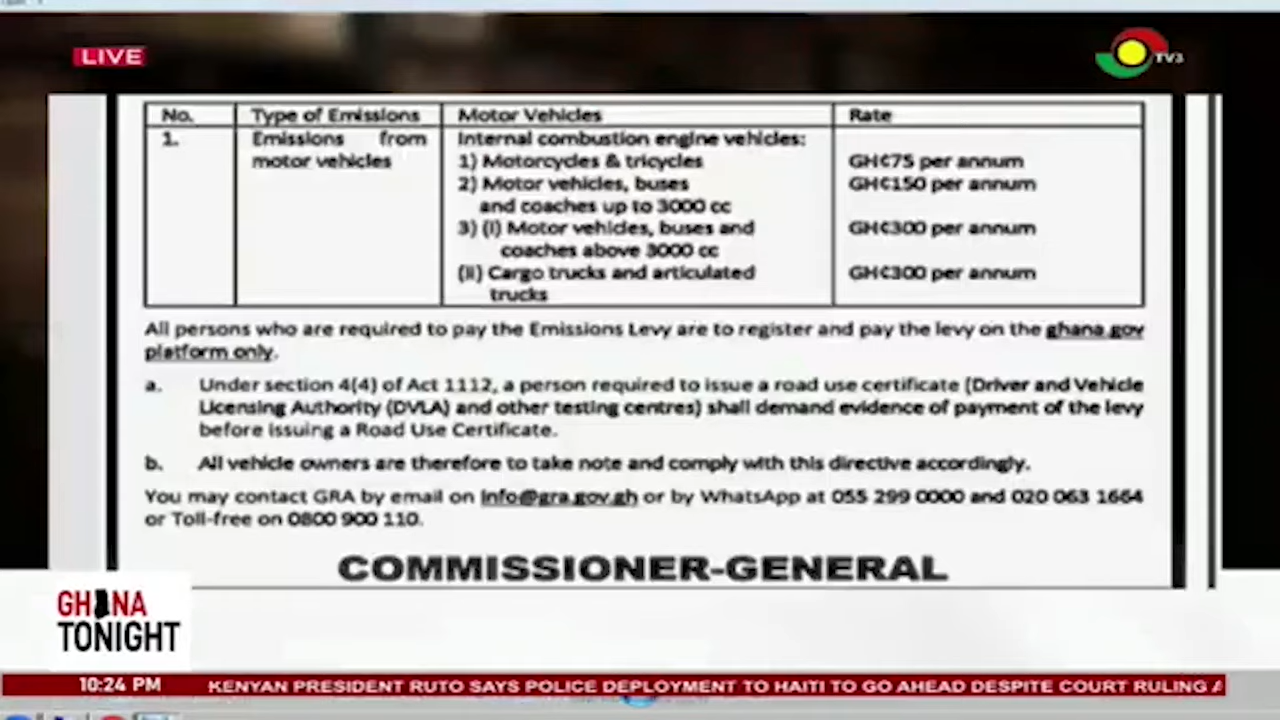 LIVE
TV3
No. Type of Emissions Motor Vehicles Rate
1. Emissions from Internal combustion engine vehicles:
motor vehicles 1) Motorcycles & tricycles GH¢75 per annum
2) Motor vehicles, buses GH¢150 per annum
and coaches up to 3000 cc
3) (i) Motor vehicles, buses and GH¢300 per annum
coaches above 3000 cc
(ii) Cargo trucks and articulated GH¢300 per annum
trucks
All persons who are required to pay the Emissions Levy are to register and pay the levy on the ghana.gov
platform only.
a. Under section 4(4) of Act 1112, a person required to issue a road use certificate (Driver and Vehicle
Licensing Authority (DVLA) and other testing centres) shall demand evidence of payment of the levy
before issuing a Road Use Certificate.
b. All vehicle owners are therefore to take note and comply with this directive accordingly.
You may contact GRA by email on info@gra.gov.gh or by WhatsApp at 055 299 0000 and 020 063 1664
or Toll-free on 0800 900 110.
COMMISSIONER-GENERAL
GHANA
TONIGHT
10:24 PM KENYAN PRESIDENT RUTO SAYS POLICE DEPLOYMENT TO HAITI TO GO AHEAD DESPITE COURT RULING